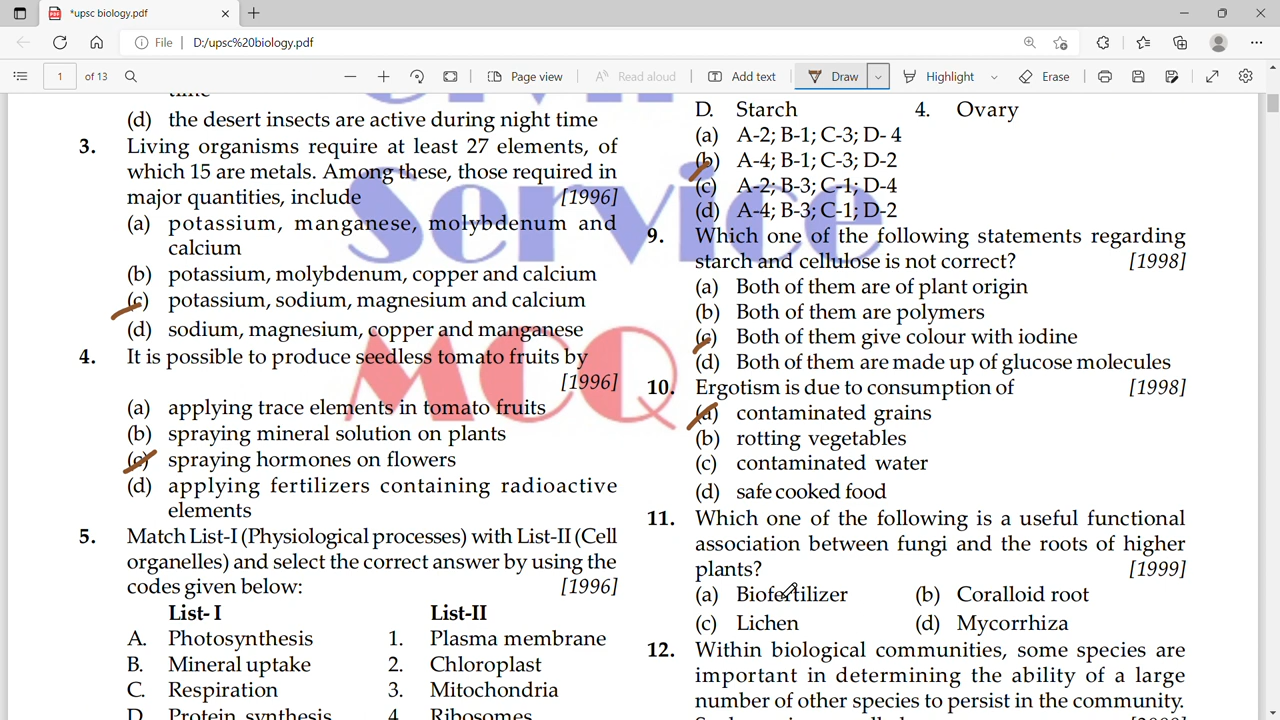 *upsc biology.pdf
File
D:/upsc%20biology.pdf
1 of 13
Page view
Read aloud
Add text
Draw
Highlight
Erase
time
(d) the desert insects are active during night time
3. Living organisms require at least 27 elements, of
which 15 are metals. Among these, those required in
major quantities, include [1996]
(a) potassium, manganese, molybdenum and
calcium
(b) potassium, molybdenum, copper and calcium
(c) potassium, sodium, magnesium and calcium
(d) sodium, magnesium, copper and manganese
4. It is possible to produce seedless tomato fruits by
[1996]
(a) applying trace elements in tomato fruits
(b) spraying mineral solution on plants
(c) spraying hormones on flowers
(d) applying fertilizers containing radioactive
elements
5. Match List-I (Physiological processes) with List-II (Cell
organelles) and select the correct answer by using the
codes given below: [1996]
List- I List-II
A. Photosynthesis 1. Plasma membrane
B. Mineral uptake 2. Chloroplast
C. Respiration 3. Mitochondria
D. Protein synthesis 4. Ribosomes
D. Starch 4. Ovary
(a) A-2; B-1; C-3; D- 4
(b) A-4; B-1; C-3; D-2
(c) A-2; B-3; C-1; D-4
(d) A-4; B-3; C-1; D-2
9. Which one of the following statements regarding
starch and cellulose is not correct? [1998]
(a) Both of them are of plant origin
(b) Both of them are polymers
(c) Both of them give colour with iodine
(d) Both of them are made up of glucose molecules
10. Ergotism is due to consumption of [1998]
(a) contaminated grains
(b) rotting vegetables
(c) contaminated water
(d) safe cooked food
11. Which one of the following is a useful functional
association between fungi and the roots of higher
plants? [1999]
(a) Biofertilizer (b) Coralloid root
(c) Lichen (d) Mycorrhiza
12. Within biological communities, some species are
important in determining the ability of a large
number of other species to persist in the community.
Civil
Service
MCQ